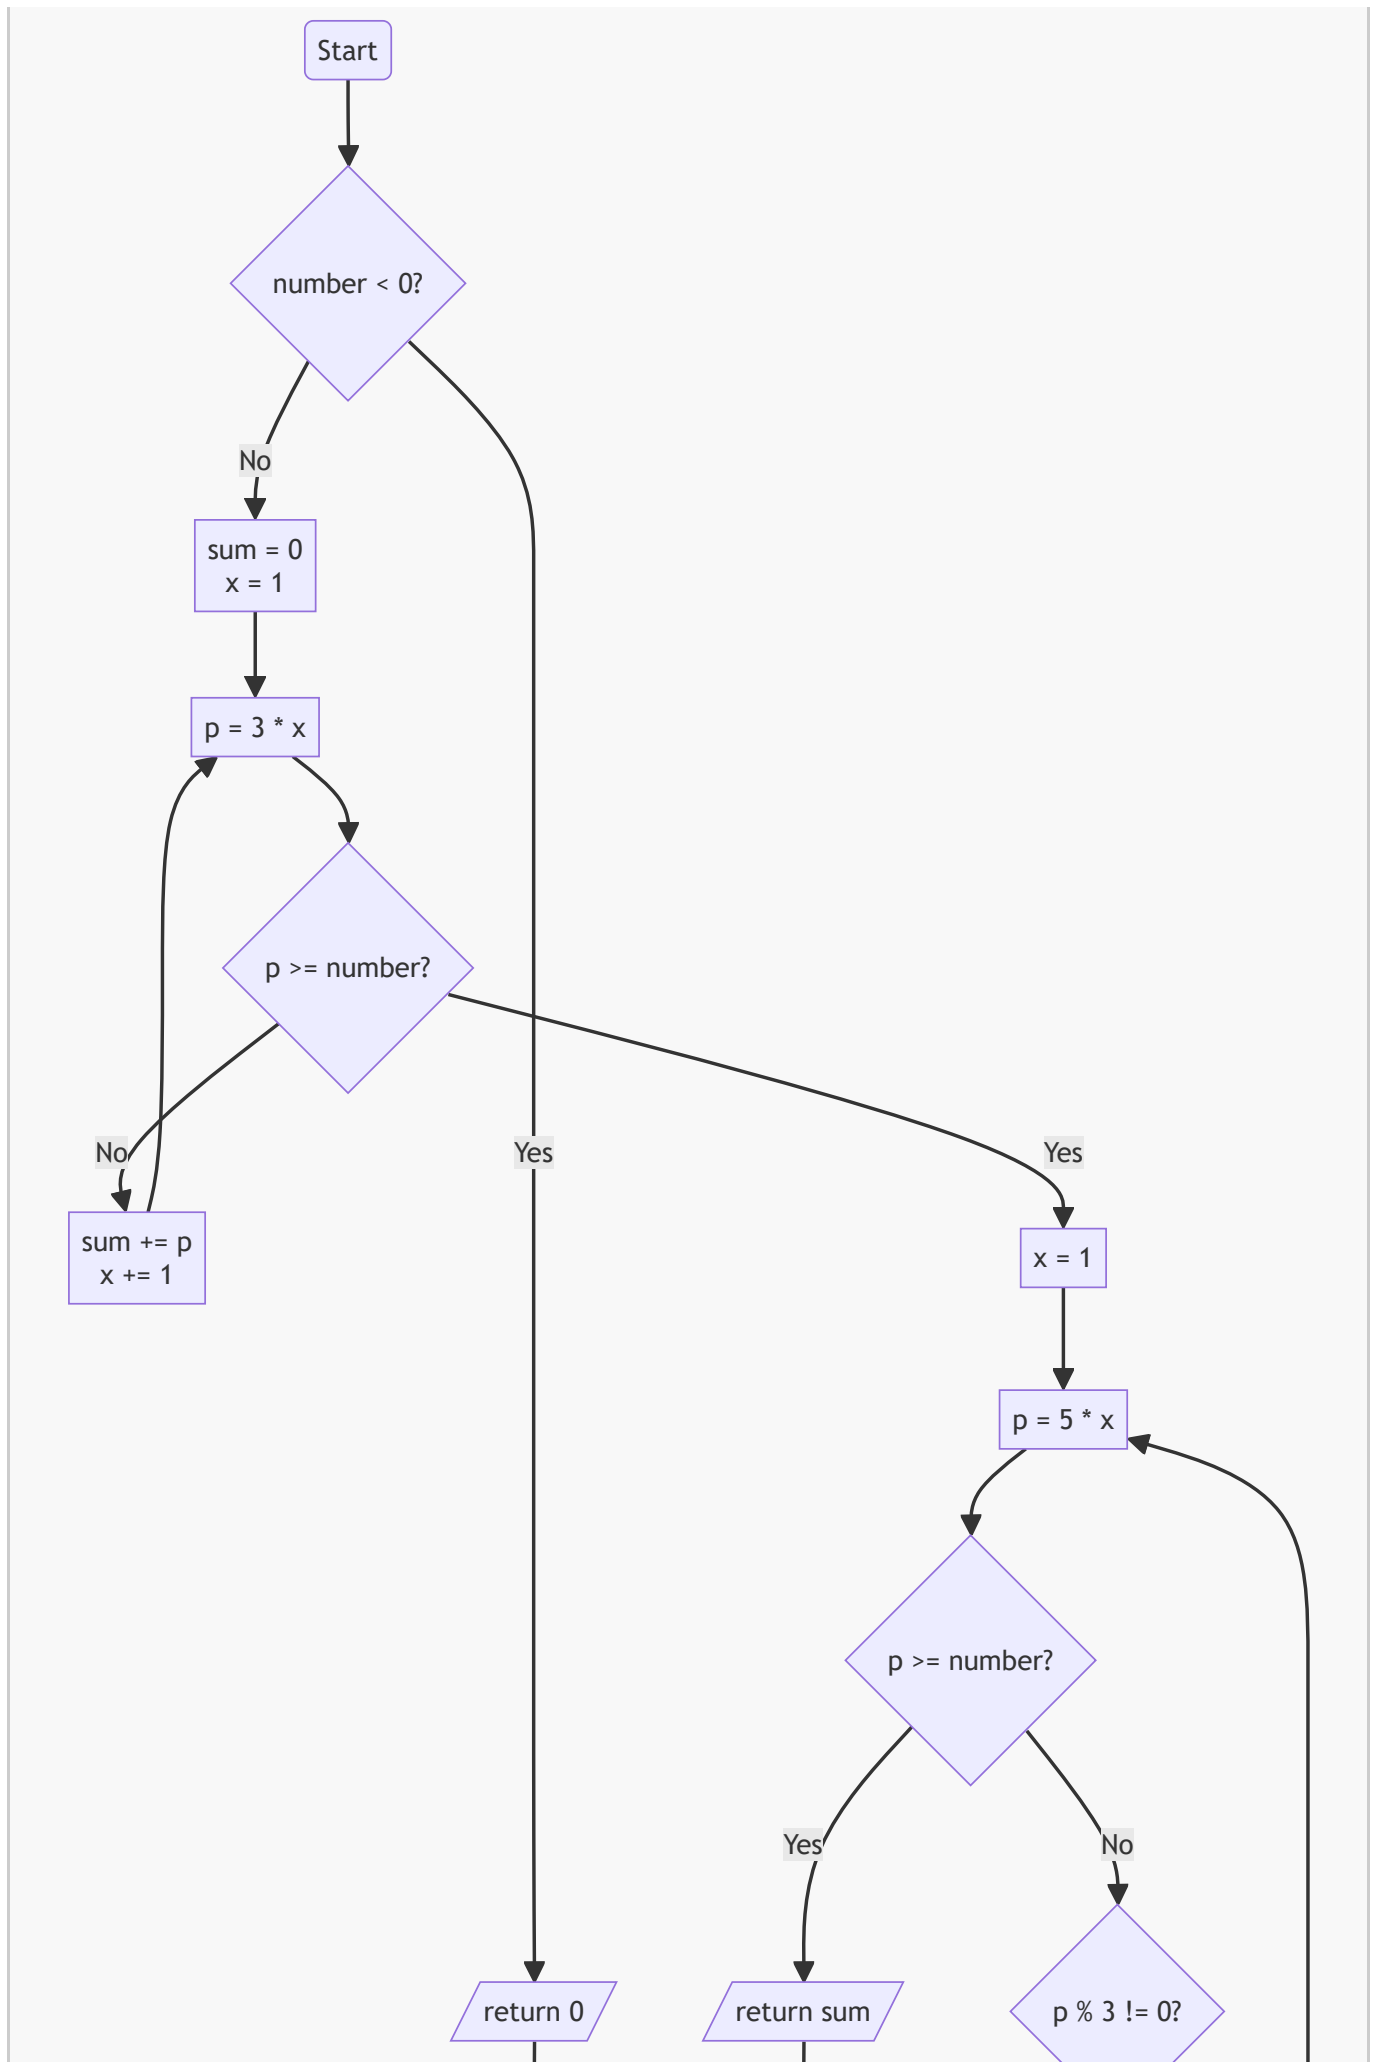 Start
number < 0?
No
sum = 0
x = 1
p = 3 * x
p >= number?
No
Yes
Yes
sum += p
x += 1
x = 1
p = 5 * x
p >= number?
Yes
No
return 0
return sum
p % 3 != 0?